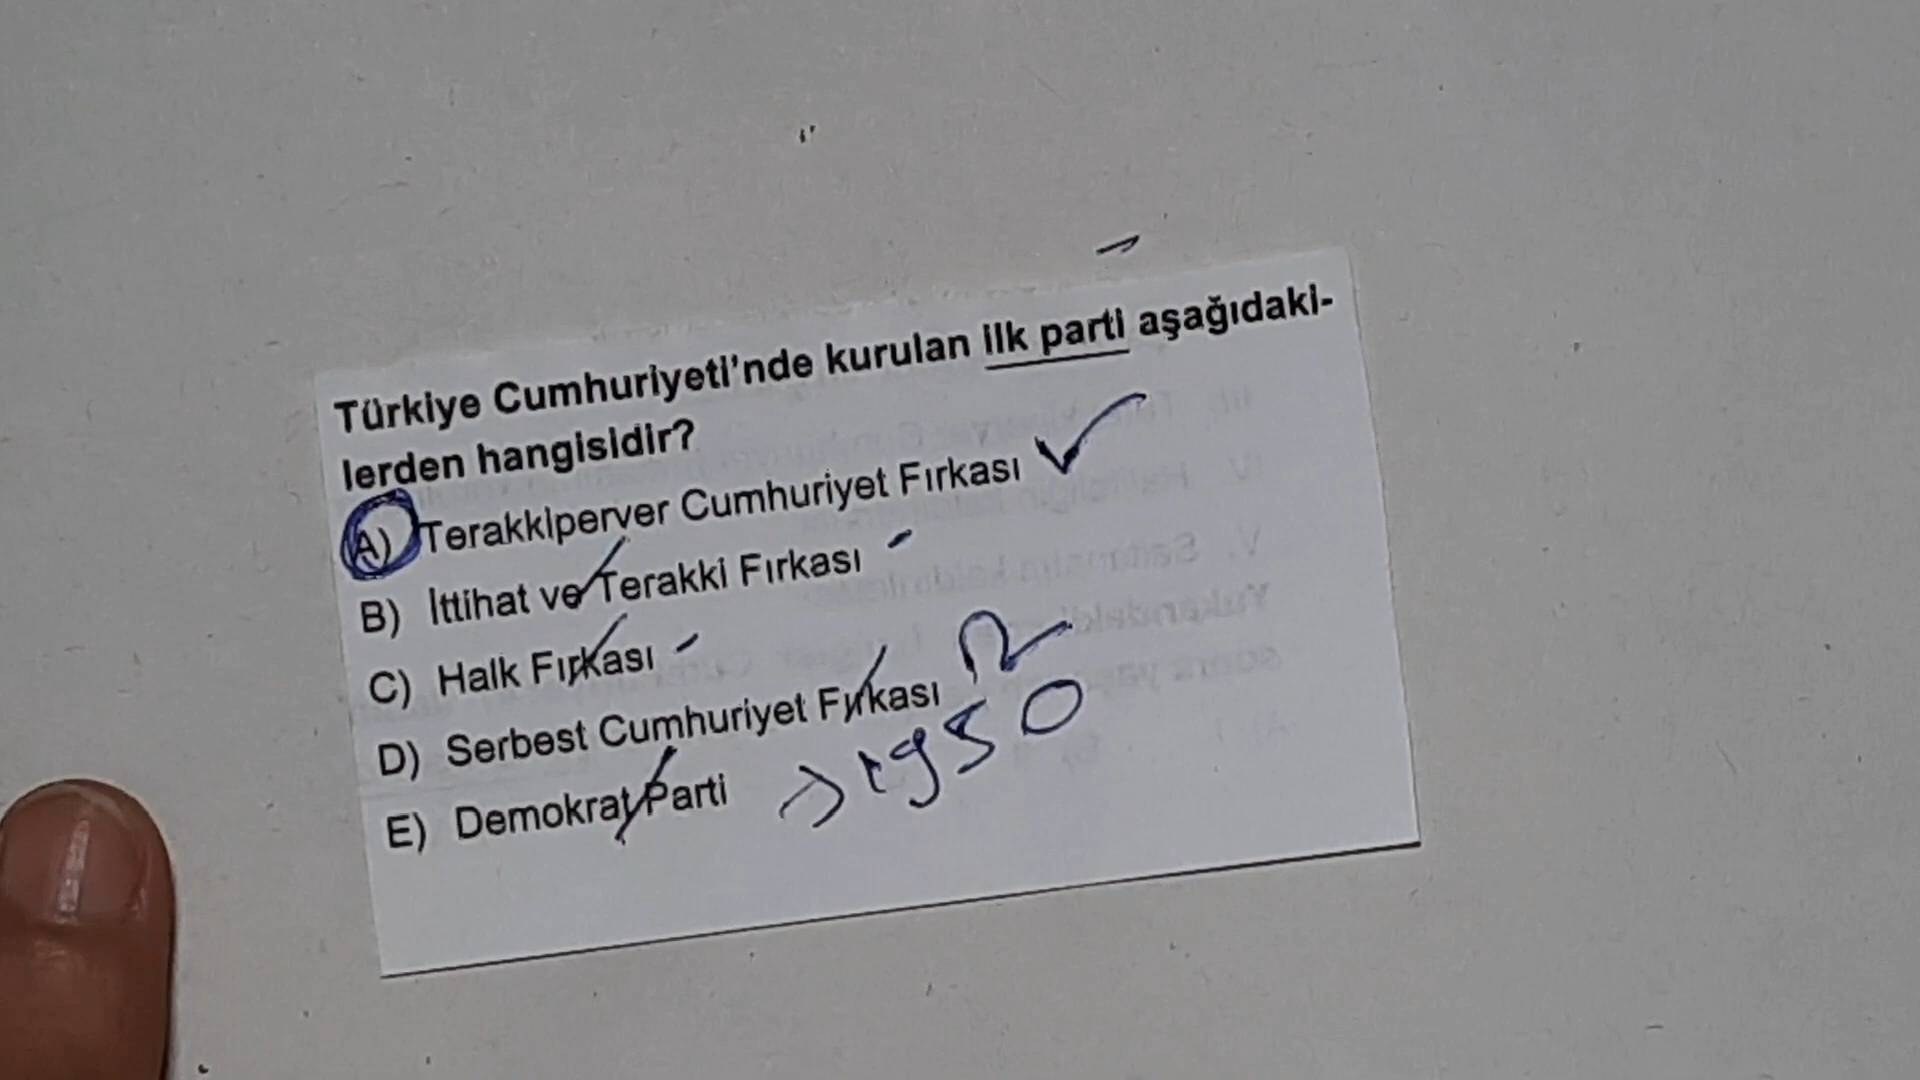 Türkiye Cumhuriyeti'nde kurulan ilk parti aşağıdaki-
lerden hangisidir?
A) Terakkiperver Cumhuriyet Fırkası
B) İttihat ve Terakki Fırkası
C) Halk Fırkası
D) Serbest Cumhuriyet Fırkası
E) Demokrat Parti 1950